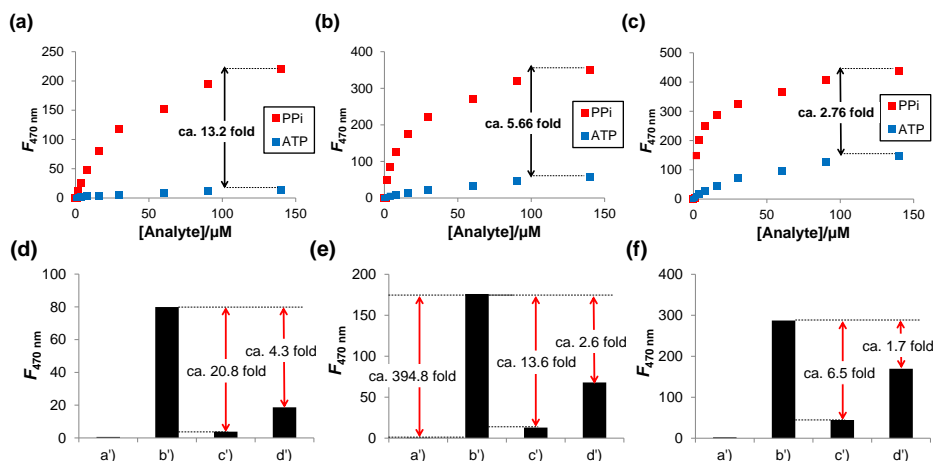 (a)
250
200
150
100
50
0
F470 nm
0
50
100
150
[Analyte]/µM
PPi
ATP
ca. 13.2 fold
(b)
400
300
200
100
0
F470 nm
0
50
100
150
[Analyte]/µM
PPi
ATP
ca. 5.66 fold
(c)
500
400
300
200
100
0
F470 nm
0
50
100
150
[Analyte]/µM
PPi
ATP
ca. 2.76 fold
(d)
100
80
60
40
20
0
F470 nm
ca. 4.3 fold
ca. 20.8 fold
a')
b')
c')
d')
(e)
200
150
100
50
0
F470 nm
ca. 2.6 fold
ca. 394.8 fold
ca. 13.6 fold
a')
b')
c')
d')
(f)
400
300
200
100
0
F470 nm
ca. 1.7 fold
ca. 6.5 fold
a')
b')
c')
d')